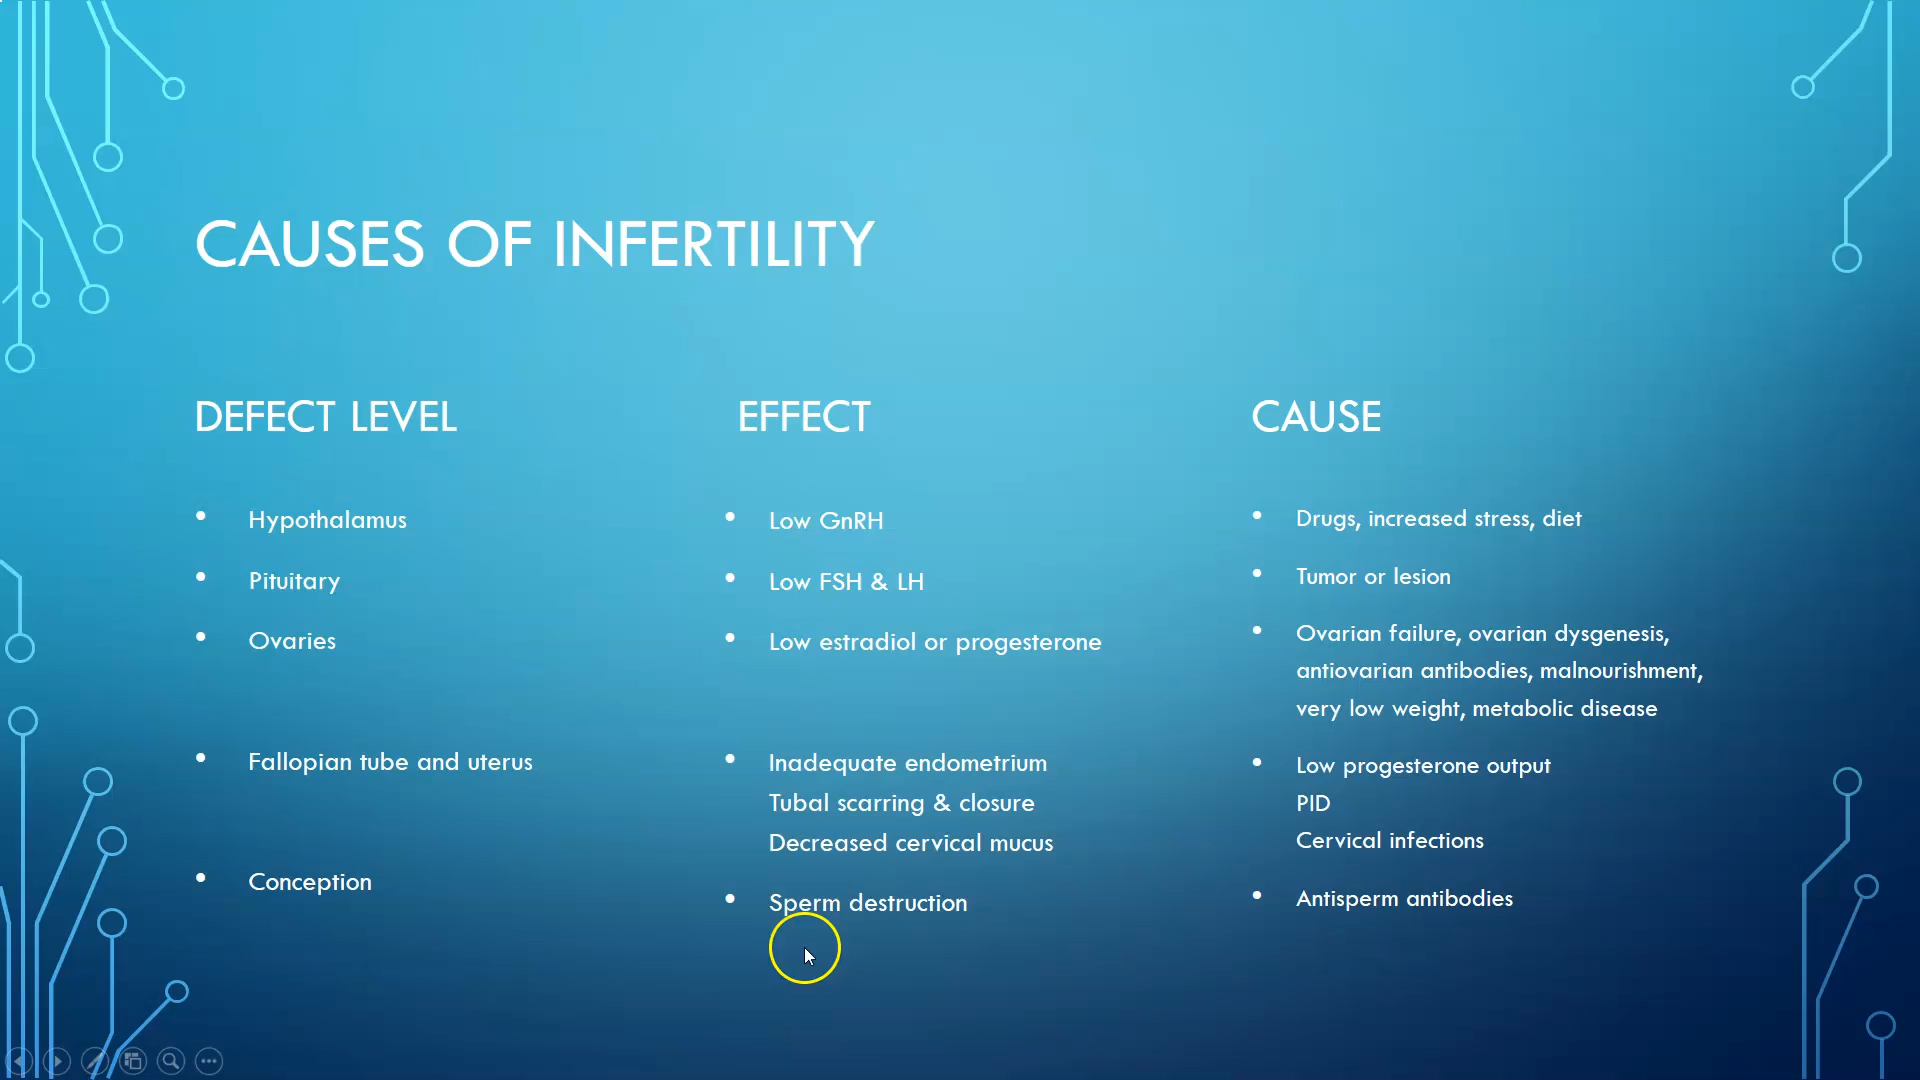 CAUSES OF INFERTILITY
DEFECT LEVEL
Hypothalamus
Pituitary
Ovaries
Fallopian tube and uterus
Conception
EFFECT
Low GnRH
Low FSH & LH
Low estradiol or progesterone
Inadequate endometrium
Tubal scarring & closure
Decreased cervical mucus
Sperm destruction
CAUSE
Drugs, increased stress, diet
Tumor or lesion
Ovarian failure, ovarian dysgenesis,
antiovarian antibodies, malnourishment,
very low weight, metabolic disease
Low progesterone output
PID
Cervical infections
Antisperm antibodies